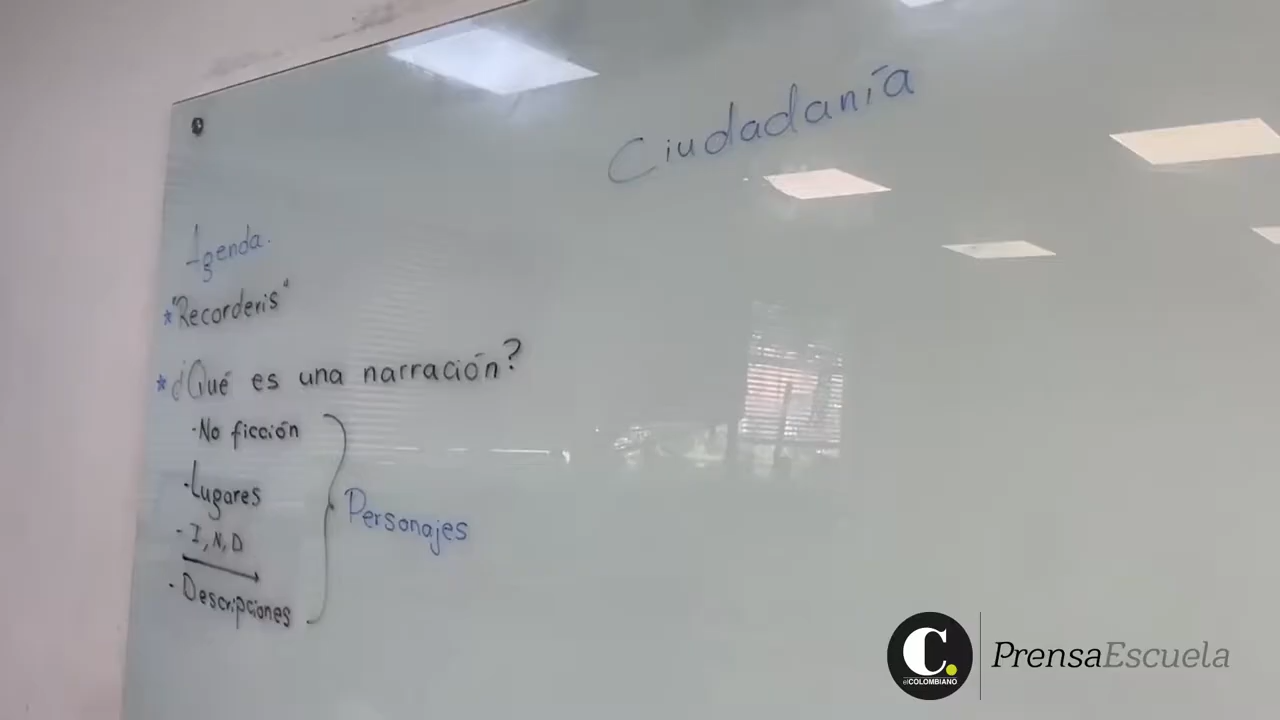 Ciudadanía
Agenda.
*"Recorderis"
*¿Qué es una narración?
-No ficción
-Lugares
- I, N, D
- Descripciones
Personajes
C.
elCOLOMBIANO
PrensaEscuela